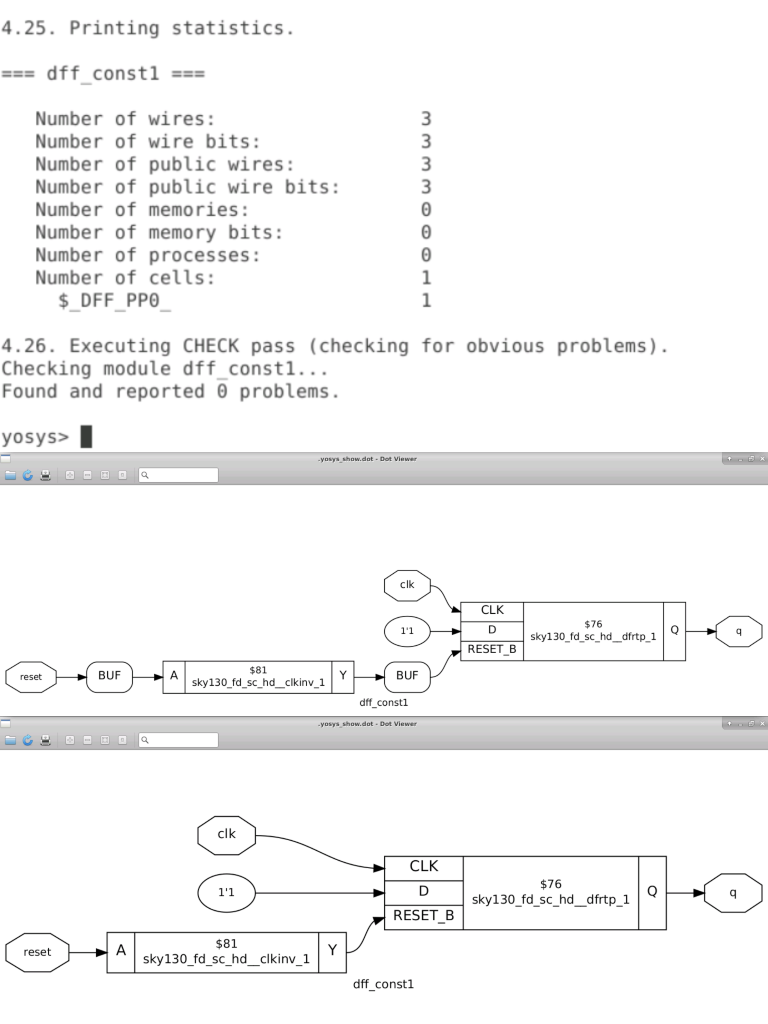 4.25. Printing statistics.
=== dff_const1 ===
Number of wires: 3
Number of wire bits: 3
Number of public wires: 3
Number of public wire bits: 3
Number of memories: 0
Number of memory bits: 0
Number of processes: 0
Number of cells: 1
$_DFF_PP0_ 1
4.26. Executing CHECK pass (checking for obvious problems).
Checking module dff_const1...
Found and reported 0 problems.
yosys>
.yosys_show.dot - Dot Viewer
clk
CLK
1'1
D
$76
sky130_fd_sc_hd__dfrtp_1
Q
q
RESET_B
reset
BUF
A
$81
sky130_fd_sc_hd__clkinv_1
Y
BUF
dff_const1
.yosys_show.dot - Dot Viewer
clk
CLK
1'1
D
$76
sky130_fd_sc_hd__dfrtp_1
Q
q
RESET_B
reset
A
$81
sky130_fd_sc_hd__clkinv_1
Y
dff_const1